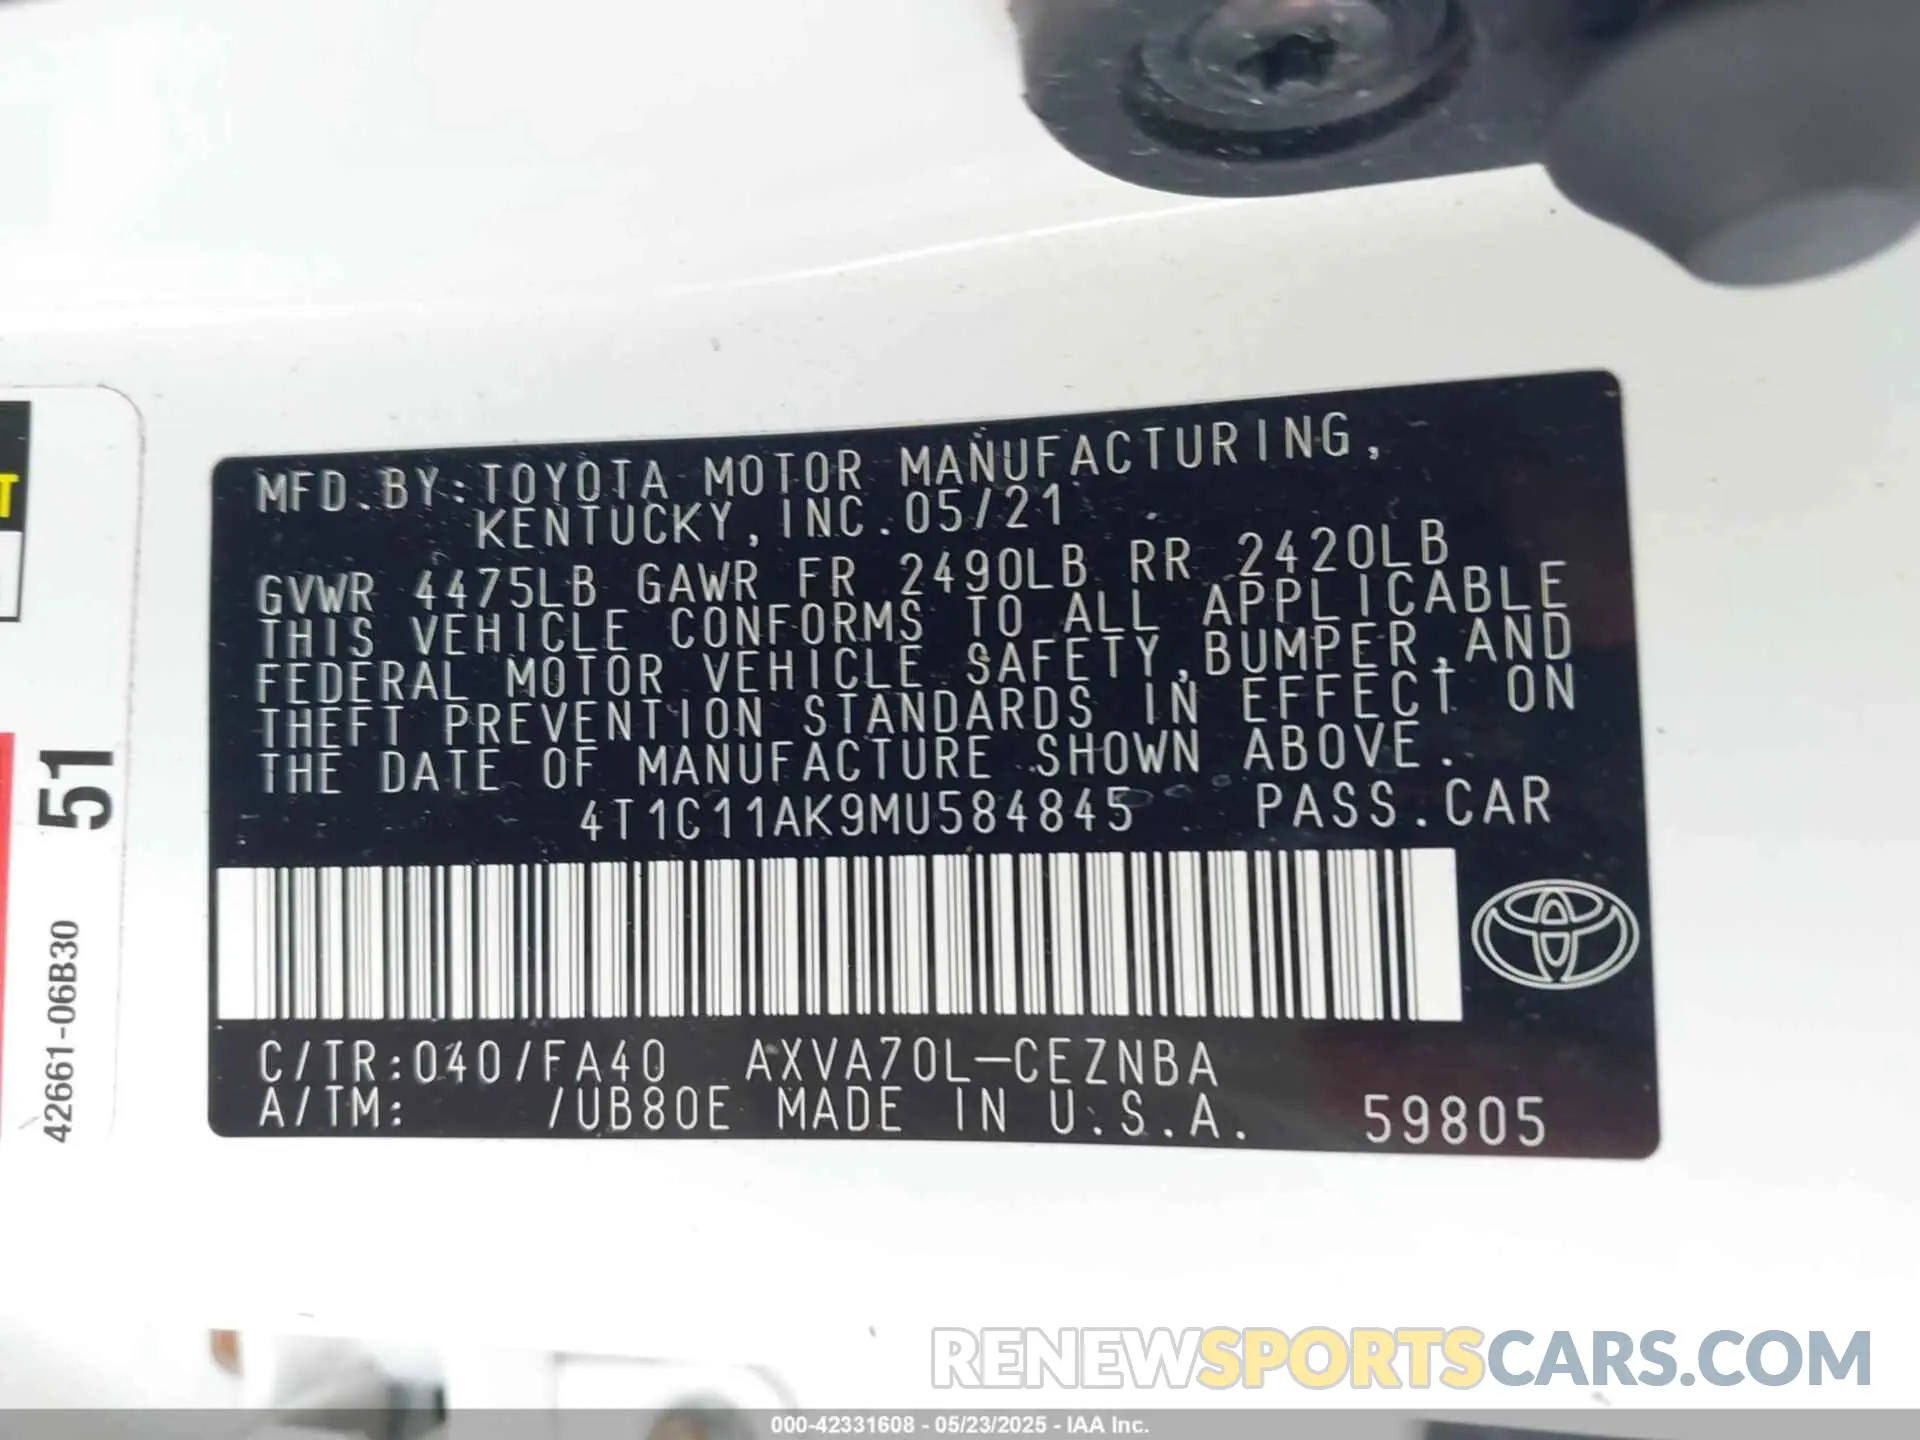 MFD.BY:TOYOTA MOTOR MANUFACTURING,
KENTUCKY,INC.05/21
GVWR 4475LB GAWR FR 2490LB RR 2420LB
THIS VEHICLE CONFORMS TO ALL APPLICABLE
FEDERAL MOTOR VEHICLE SAFETY,BUMPER,AND
THEFT PREVENTION STANDARDS IN EFFECT ON
THE DATE OF MANUFACTURE SHOWN ABOVE.
4T1C11AK9MU584845 PASS.CAR
C/TR:040/FA40 AXVA70L-CEZNBA
A/TM: /UB80E MADE IN U.S.A. 59805
51
42661-06B30
T
RENEWSPORTSCARS.COM
000-42331608 - 05/23/2025 - IAA Inc.